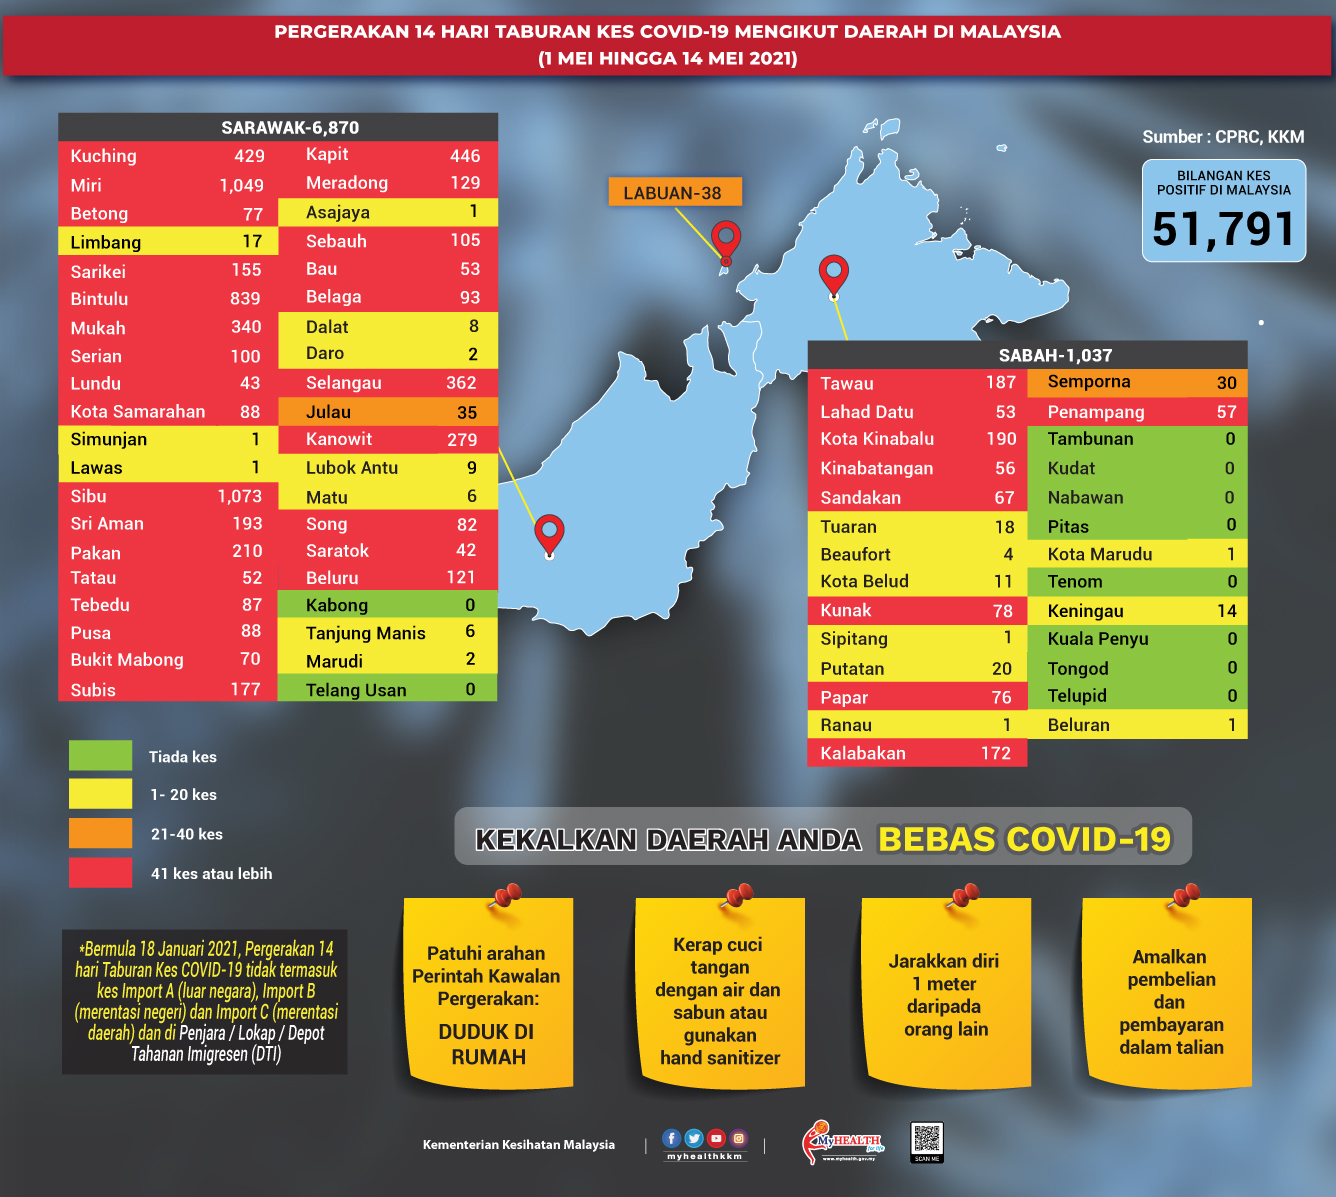 PERGERAKAN 14 HARI TABURAN KES COVID-19 MENGIKUT DAERAH DI MALAYSIA
(1 MEI HINGGA 14 MEI 2021)
SARAWAK-6,870
Kuching 429
Miri 1,049
Betong 77
Limbang 17
Sarikei 155
Bintulu 839
Mukah 340
Serian 100
Lundu 43
Kota Samarahan 88
Simunjan 1
Lawas 1
Sibu 1,073
Sri Aman 193
Pakan 210
Tatau 52
Tebedu 87
Pusa 88
Bukit Mabong 70
Subis 177
Kapit 446
Meradong 129
Asajaya 1
Sebauh 105
Bau 53
Belaga 93
Dalat 8
Daro 2
Selangau 362
Julau 35
Kanowit 279
Lubok Antu 9
Matu 6
Song 82
Saratok 42
Beluru 121
Kabong 0
Tanjung Manis 6
Marudi 2
Telang Usan 0
LABUAN-38
Sumber : CPRC, KKM
BILANGAN KES
POSITIF DI MALAYSIA
51,791
SABAH-1,037
Tawau 187
Lahad Datu 53
Kota Kinabalu 190
Kinabatangan 56
Sandakan 67
Tuaran 18
Beaufort 4
Kota Belud 11
Kunak 78
Sipitang 1
Putatan 20
Papar 76
Ranau 1
Kalabakan 172
Semporna 30
Penampang 57
Tambunan 0
Kudat 0
Nabawan 0
Pitas 0
Kota Marudu 1
Tenom 0
Keningau 14
Kuala Penyu 0
Tongod 0
Telupid 0
Beluran 1
Tiada kes
1- 20 kes
21-40 kes
41 kes atau lebih
*Bermula 18 Januari 2021, Pergerakan 14
hari Taburan Kes COVID-19 tidak termasuk
kes Import A (luar negara), Import B
(merentasi negeri) dan Import C (merentasi
daerah) dan di Penjara / Lokap / Depot
Tahanan Imigresen (DTI)
KEKALKAN DAERAH ANDA BEBAS COVID-19
Patuhi arahan
Perintah Kawalan
Pergerakan:
DUDUK DI
RUMAH
Kerap cuci
tangan
dengan air dan
sabun atau
gunakan
hand sanitizer
Jarakkan diri
1 meter
daripada
orang lain
Amalkan
pembelian
dan
pembayaran
dalam talian
Kementerian Kesihatan Malaysia
myhealthkkm
MyHEALTH
for life
www.myhealth.gov.my
SCAN ME